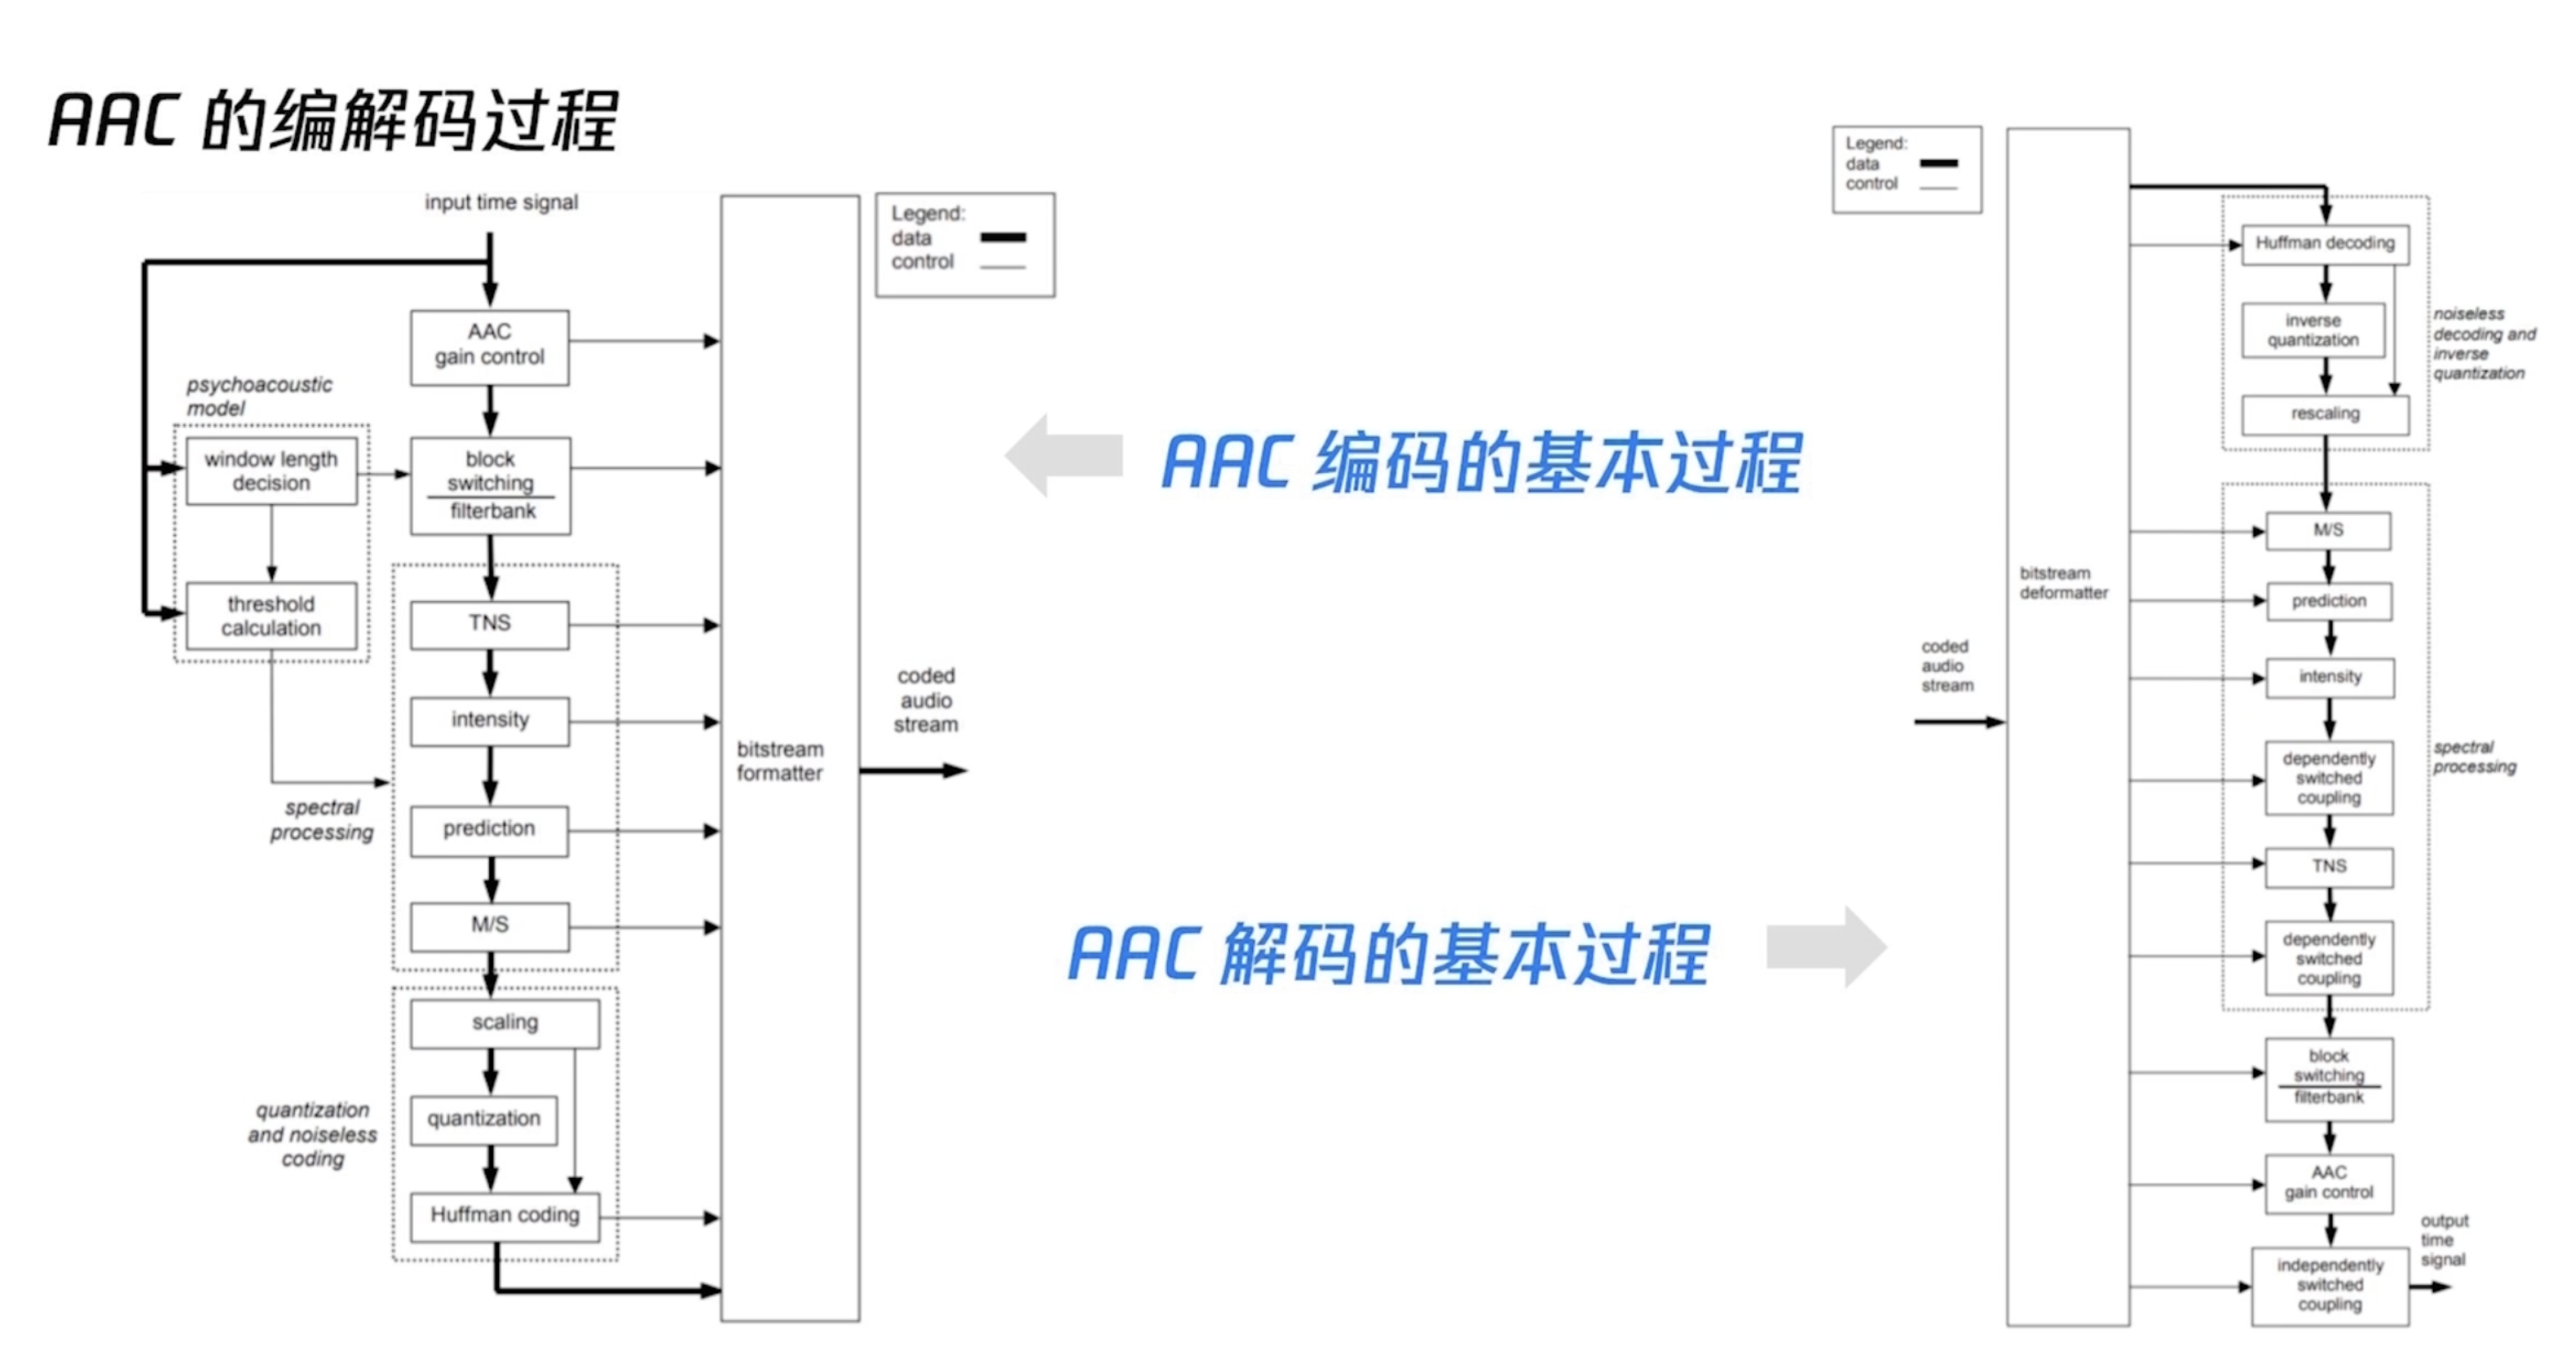 AAC 的编解码过程
input time signal
Legend:
data
control
AAC
gain control
psychoacoustic
model
window length
decision
block
switching
filterbank
threshold
calculation
TNS
intensity
spectral
processing
prediction
M/S
scaling
quantization
and noiseless
coding
quantization
Huffman coding
bitstream
formatter
coded
audio
stream
AAC 编码的基本过程
AAC 解码的基本过程
Legend:
data
control
coded
audio
stream
bitstream
deformatter
Huffman decoding
inverse
quantization
rescaling
noiseless
decoding and
inverse
quantization
M/S
prediction
intensity
dependently
switched
coupling
spectral
processing
TNS
dependently
switched
coupling
block
switching
filterbank
AAC
gain control
independently
switched
coupling
output
time
signal